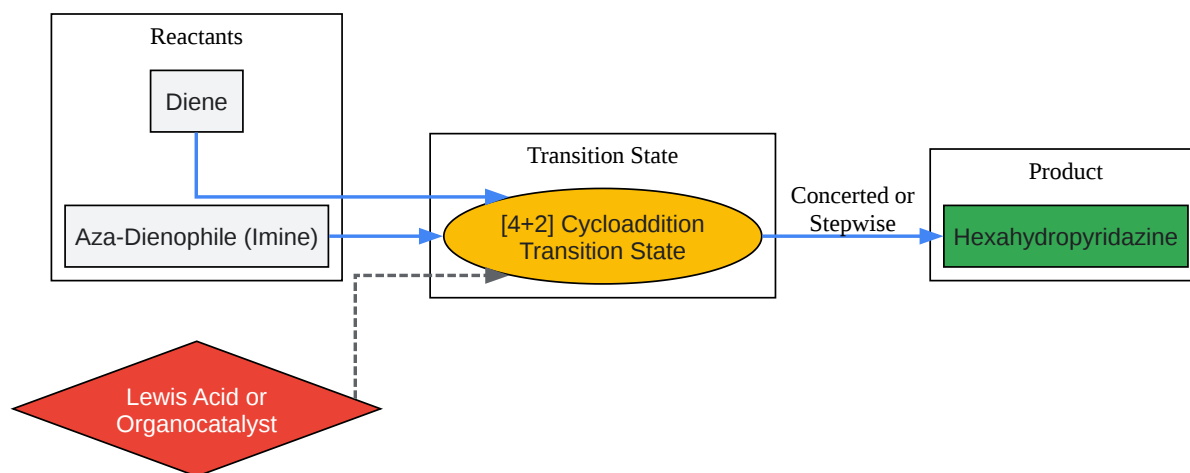 Reactants
Diene
Aza-Dienophile (Imine)
Transition State
[4+2] Cycloaddition
Transition State
Concerted or
Stepwise
Product
Hexahydropyridazine
Lewis Acid or
Organocatalyst